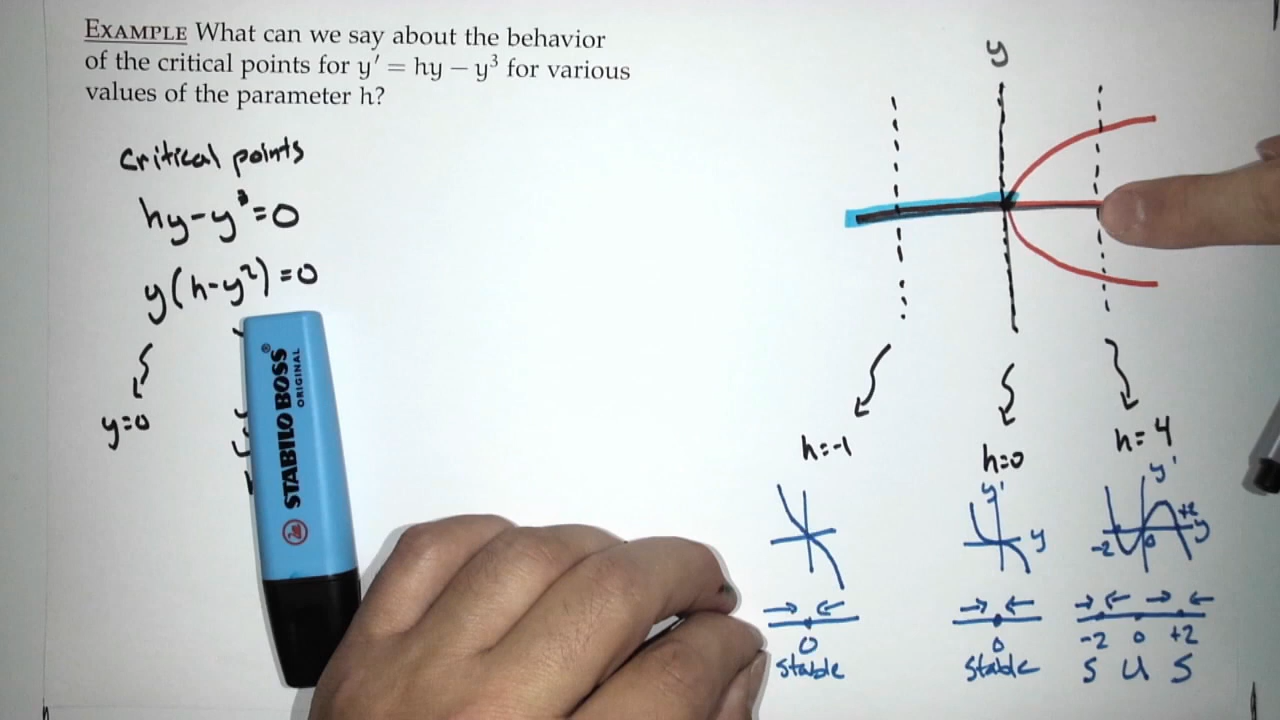 EXAMPLE What can we say about the behavior
of the critical points for y' = hy − y³ for various
values of the parameter h?
critical points
hy-y³=0
y(h-y²)=0
y=0
STABILO BOSS®
ORIGINAL
y
h=-1
h=0
h=4
y'
y
y'
-2 0 +2 y
0
stable
0
stable
-2 0 +2
S U S